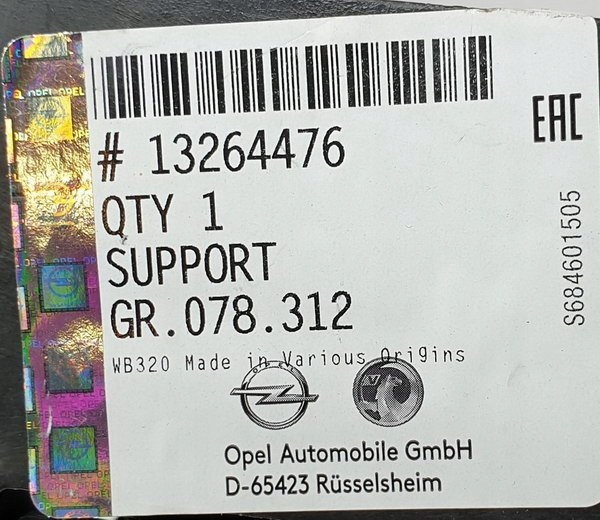 # 13264476
EAC
QTY 1
SUPPORT
GR.078.312
S684601505
WB320 Made in Various Origins
Opel Automobile GmbH
D-65423 Rüsselsheim